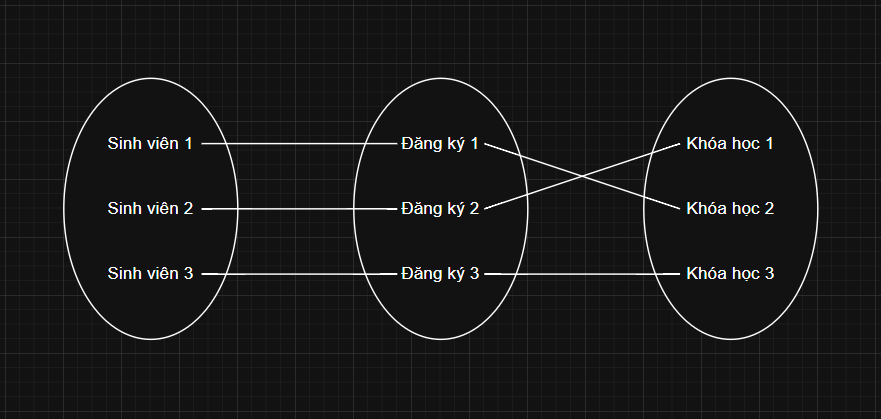 Sinh viên 1
Đăng ký 1
Khóa học 1
Sinh viên 2
Đăng ký 2
Khóa học 2
Sinh viên 3
Đăng ký 3
Khóa học 3